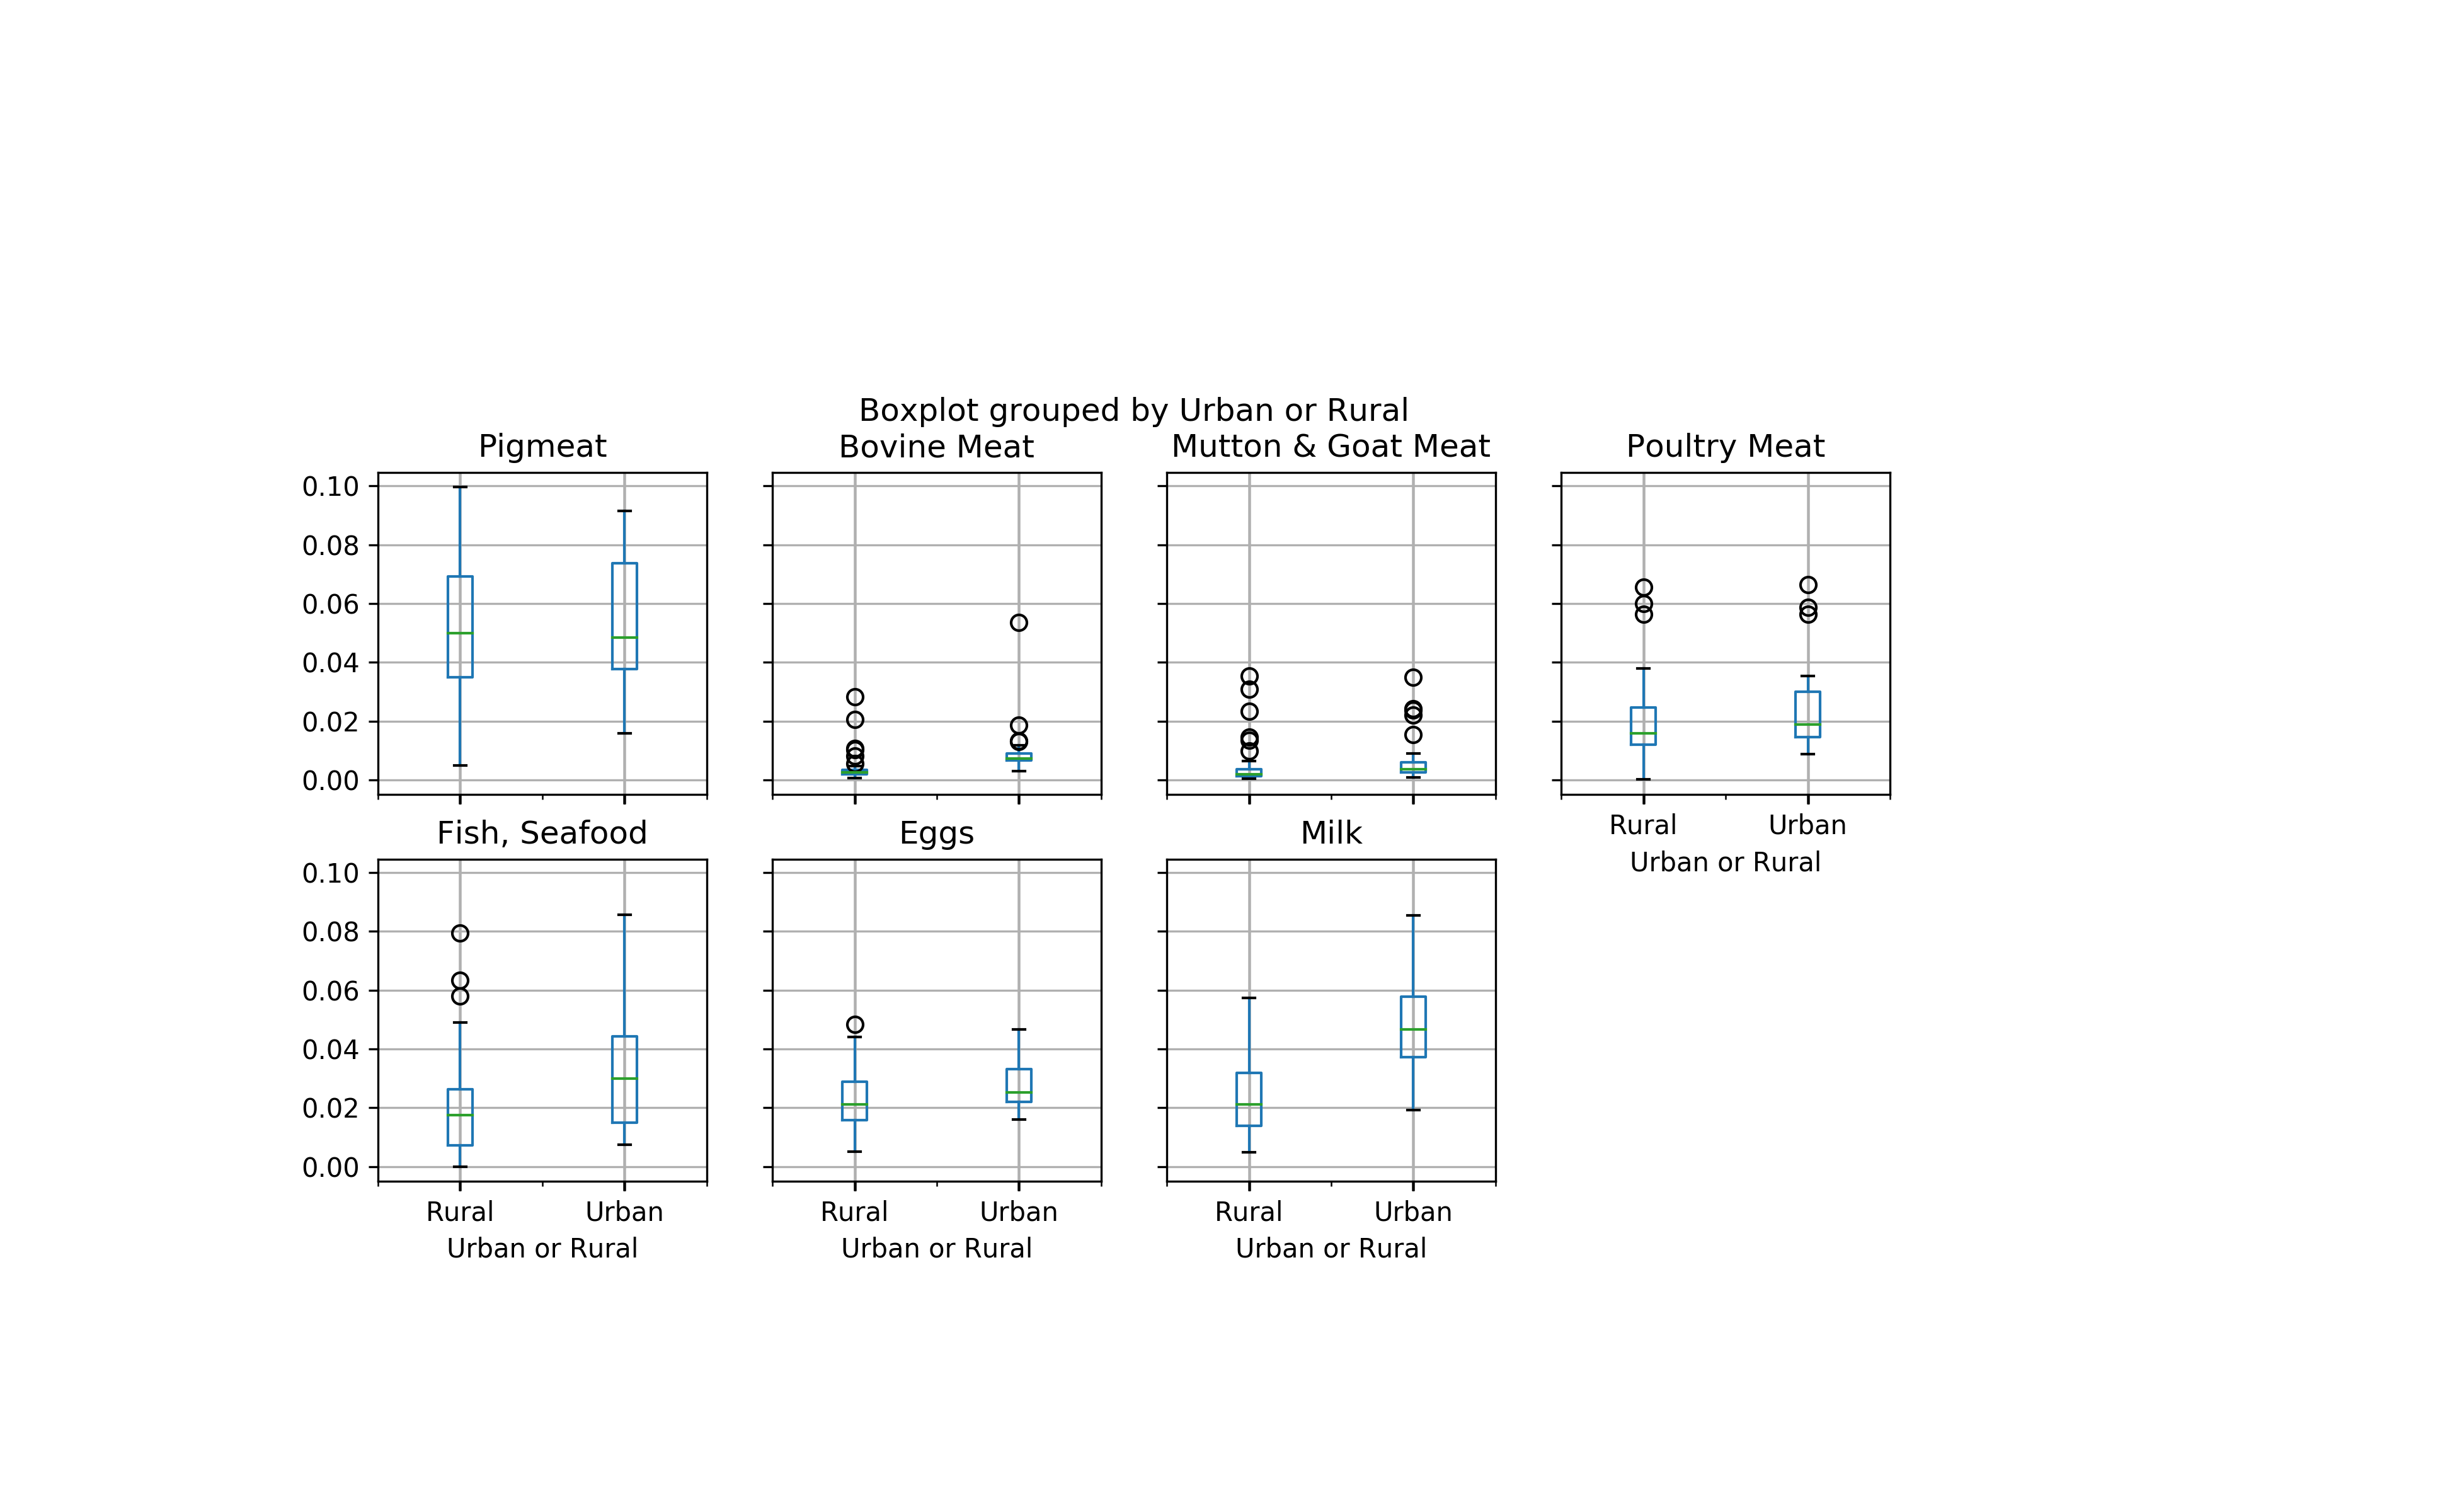 Boxplot grouped by Urban or Rural
Pigmeat
Bovine Meat
Mutton & Goat Meat
Poultry Meat
0.10
0.08
0.06
0.04
0.02
0.00
Rural Urban
Urban or Rural
Fish, Seafood
Eggs
Milk
0.10
0.08
0.06
0.04
0.02
0.00
Rural Urban
Urban or Rural
Rural Urban
Urban or Rural
Rural Urban
Urban or Rural